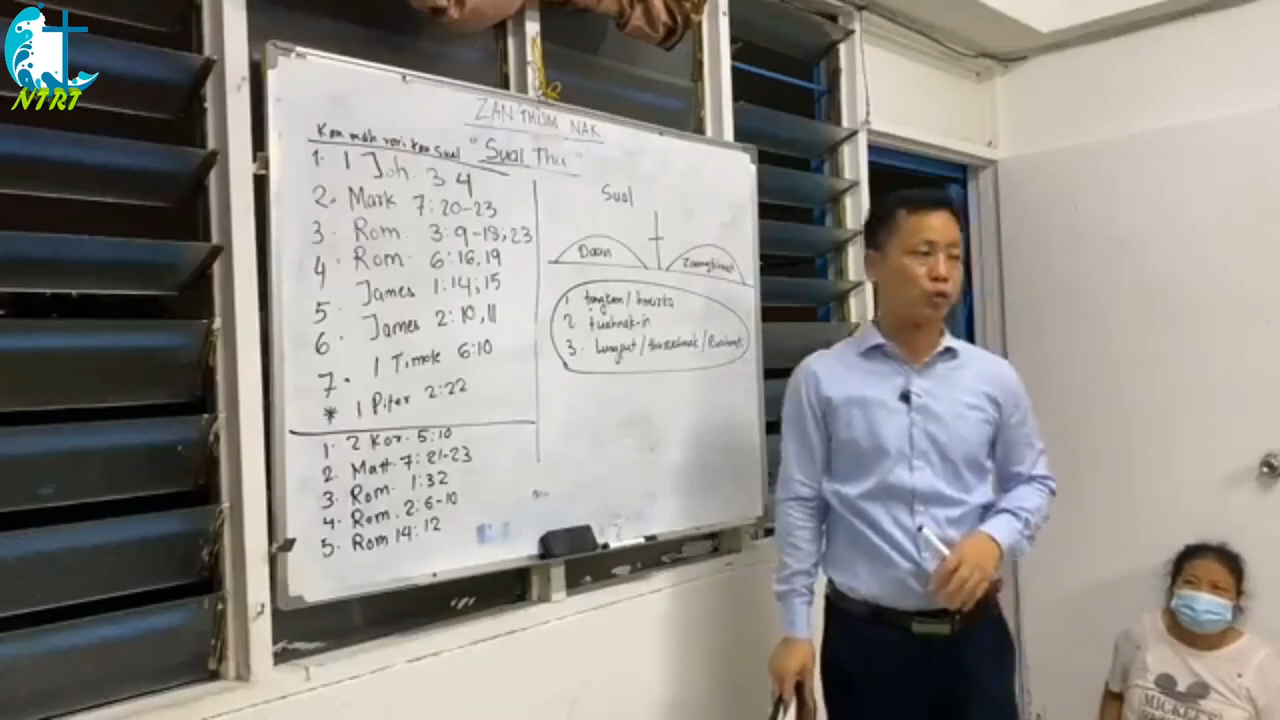 NTRT
ZAN THUM NAK
"Sual Thu"
1. 1 Joh 3 4
2. Mark 7:20-23
3. Rom. 3:9-18,23
4 Rom. 6:16,19
5 James 1:14,15
6. James 2:10,11
7. 1 Timote 6:10
* 1 Piter 2:22
1. 2 Kor. 5:10
2. Matt. 7:21-23
3. Rom. 1:32
4. Rom. 2:6-10
5. Rom 14:12
Sual
Daan
1.
2 tuahnak-in
3.
MICKEY